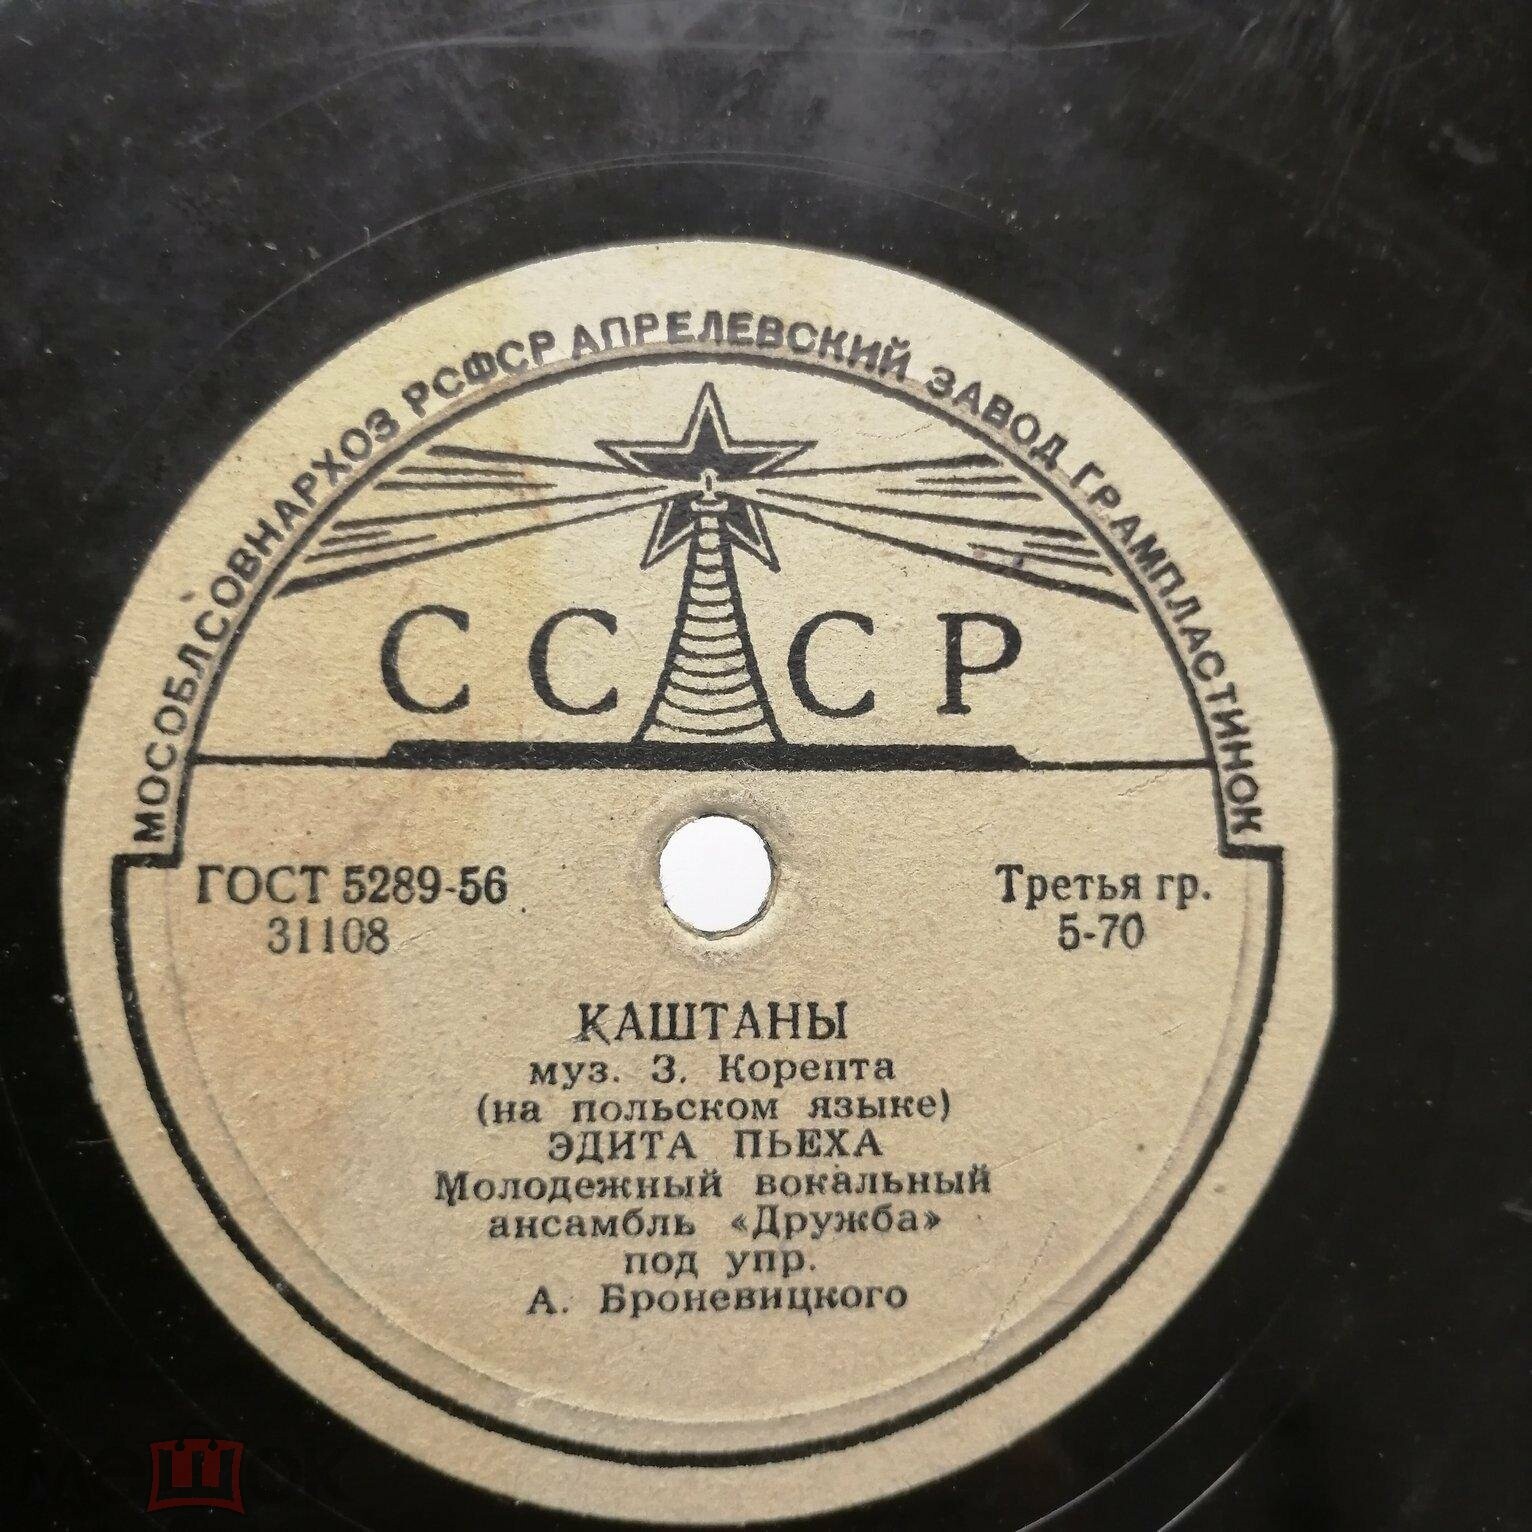 МОСОБЛСОВНАРХОЗ РСФСР АПРЕЛЕВСКИЙ ЗАВОД ГРАМПЛАСТИНОК
СССР
ГОСТ 5289-56
31108
Третья гр.
5-70
КАШТАНЫ
муз. З. Корепта
(на польском языке)
ЭДИТА ПЬЕХА
Молодежный вокальный
ансамбль «Дружба»
под упр.
А. Броневицкого